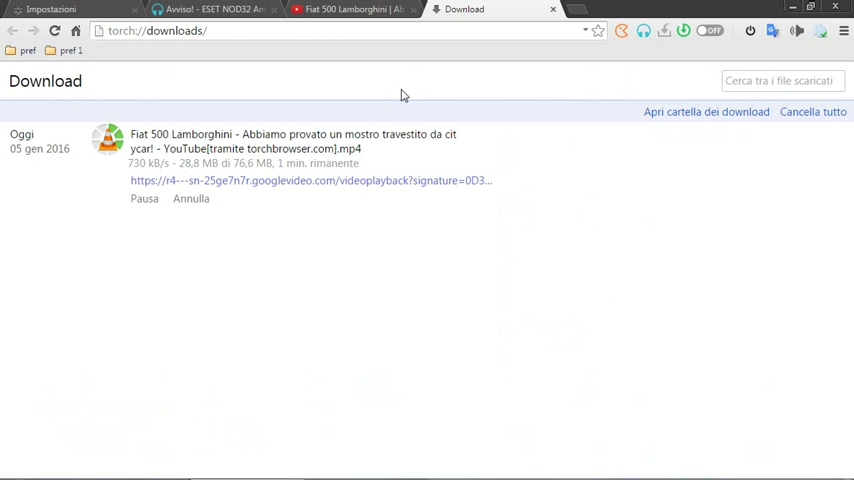 Impostazioni
Avviso! - ESET NOD32 Ant
Fiat 500 Lamborghini | Ab
Download
torch://downloads/
OFF
pref
pref 1
Download
Cerca tra i file scaricati
Apri cartella dei download
Cancella tutto
Oggi
05 gen 2016
Fiat 500 Lamborghini - Abbiamo provato un mostro travestito da cit
ycar! - YouTube[tramite torchbrowser.com].mp4
730 kB/s - 28,8 MB di 76,6 MB, 1 min. rimanente
https://r4---sn-25ge7n7r.googlevideo.com/videoplayback?signature=0D3...
Pausa
Annulla